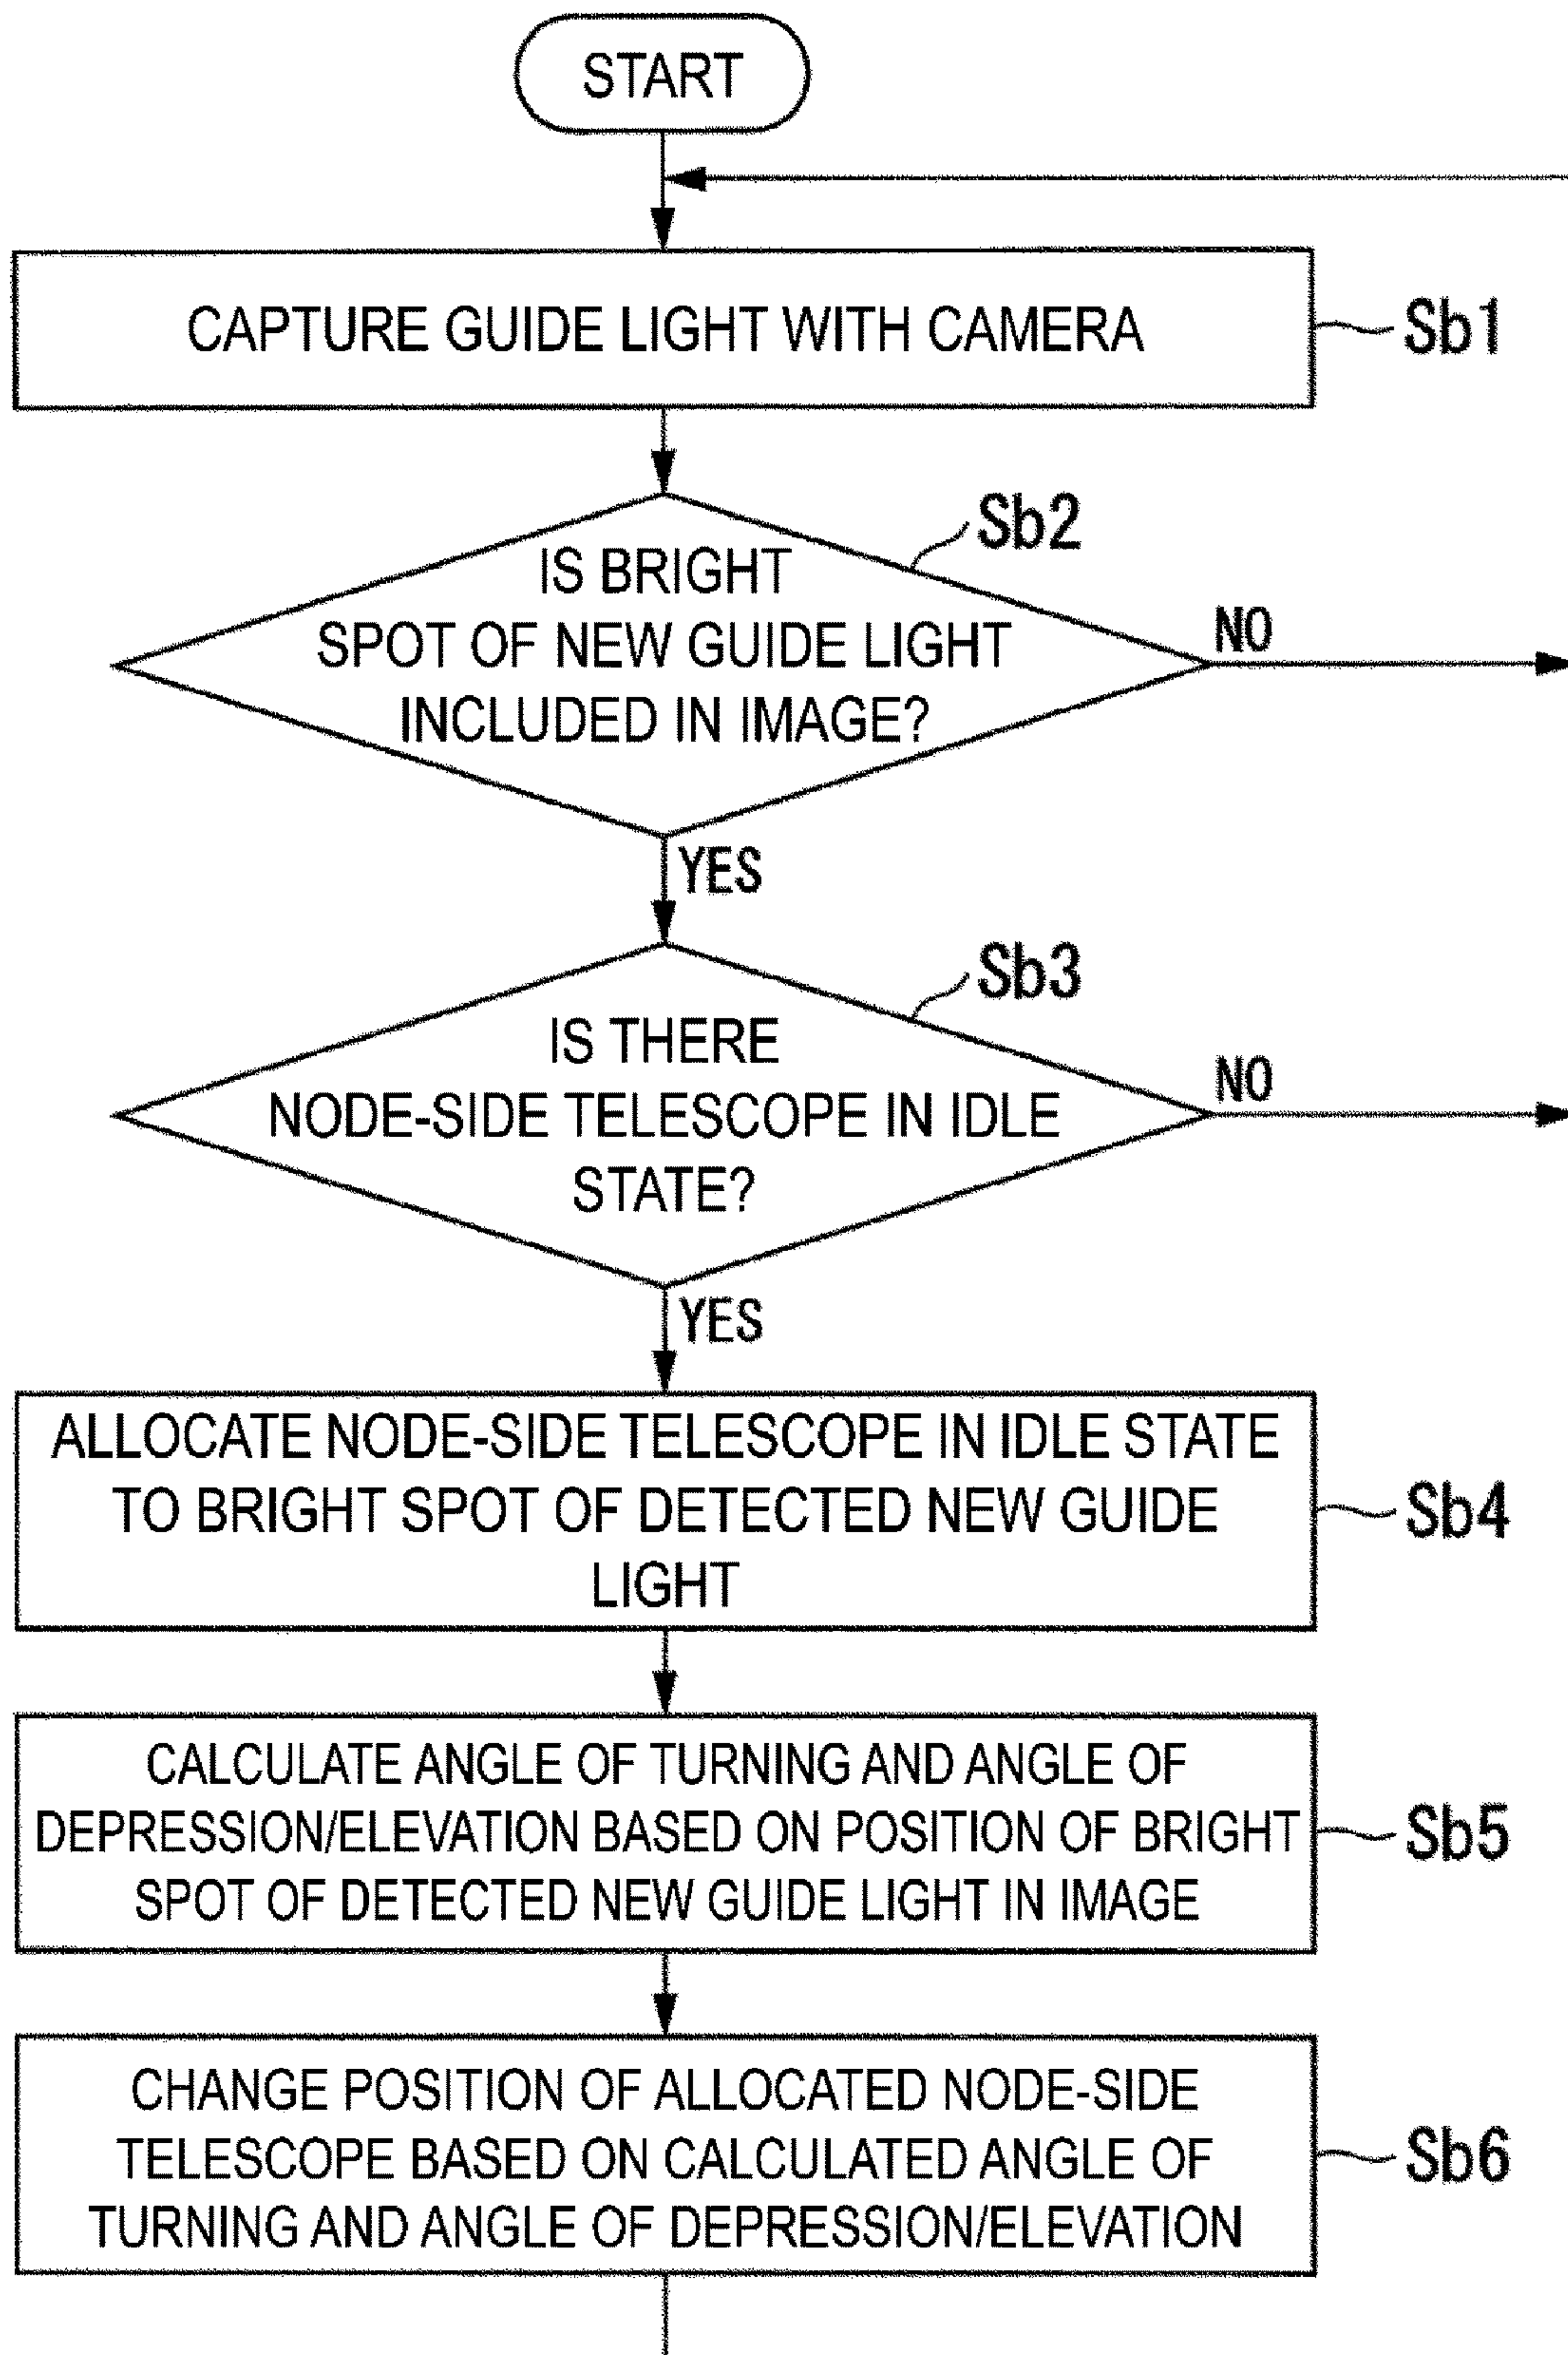 START
CAPTURE GUIDE LIGHT WITH CAMERA
Sb1
Sb2
IS BRIGHT
SPOT OF NEW GUIDE LIGHT
INCLUDED IN IMAGE?
NO
YES
Sb3
IS THERE
NODE-SIDE TELESCOPE IN IDLE
STATE?
NO
YES
ALLOCATE NODE-SIDE TELESCOPE IN IDLE STATE
TO BRIGHT SPOT OF DETECTED NEW GUIDE
LIGHT
Sb4
CALCULATE ANGLE OF TURNING AND ANGLE OF
DEPRESSION/ELEVATION BASED ON POSITION OF BRIGHT
SPOT OF DETECTED NEW GUIDE LIGHT IN IMAGE
Sb5
CHANGE POSITION OF ALLOCATED NODE-SIDE
TELESCOPE BASED ON CALCULATED ANGLE OF
TURNING AND ANGLE OF DEPRESSION/ELEVATION
Sb6